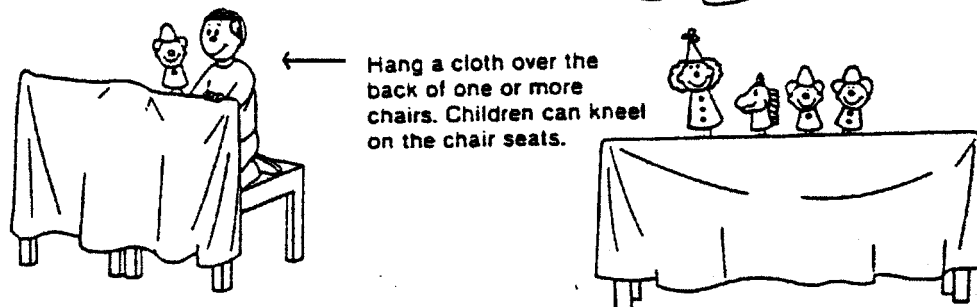 Hang a cloth over the
back of one or more
chairs. Children can kneel
on the chair seats.